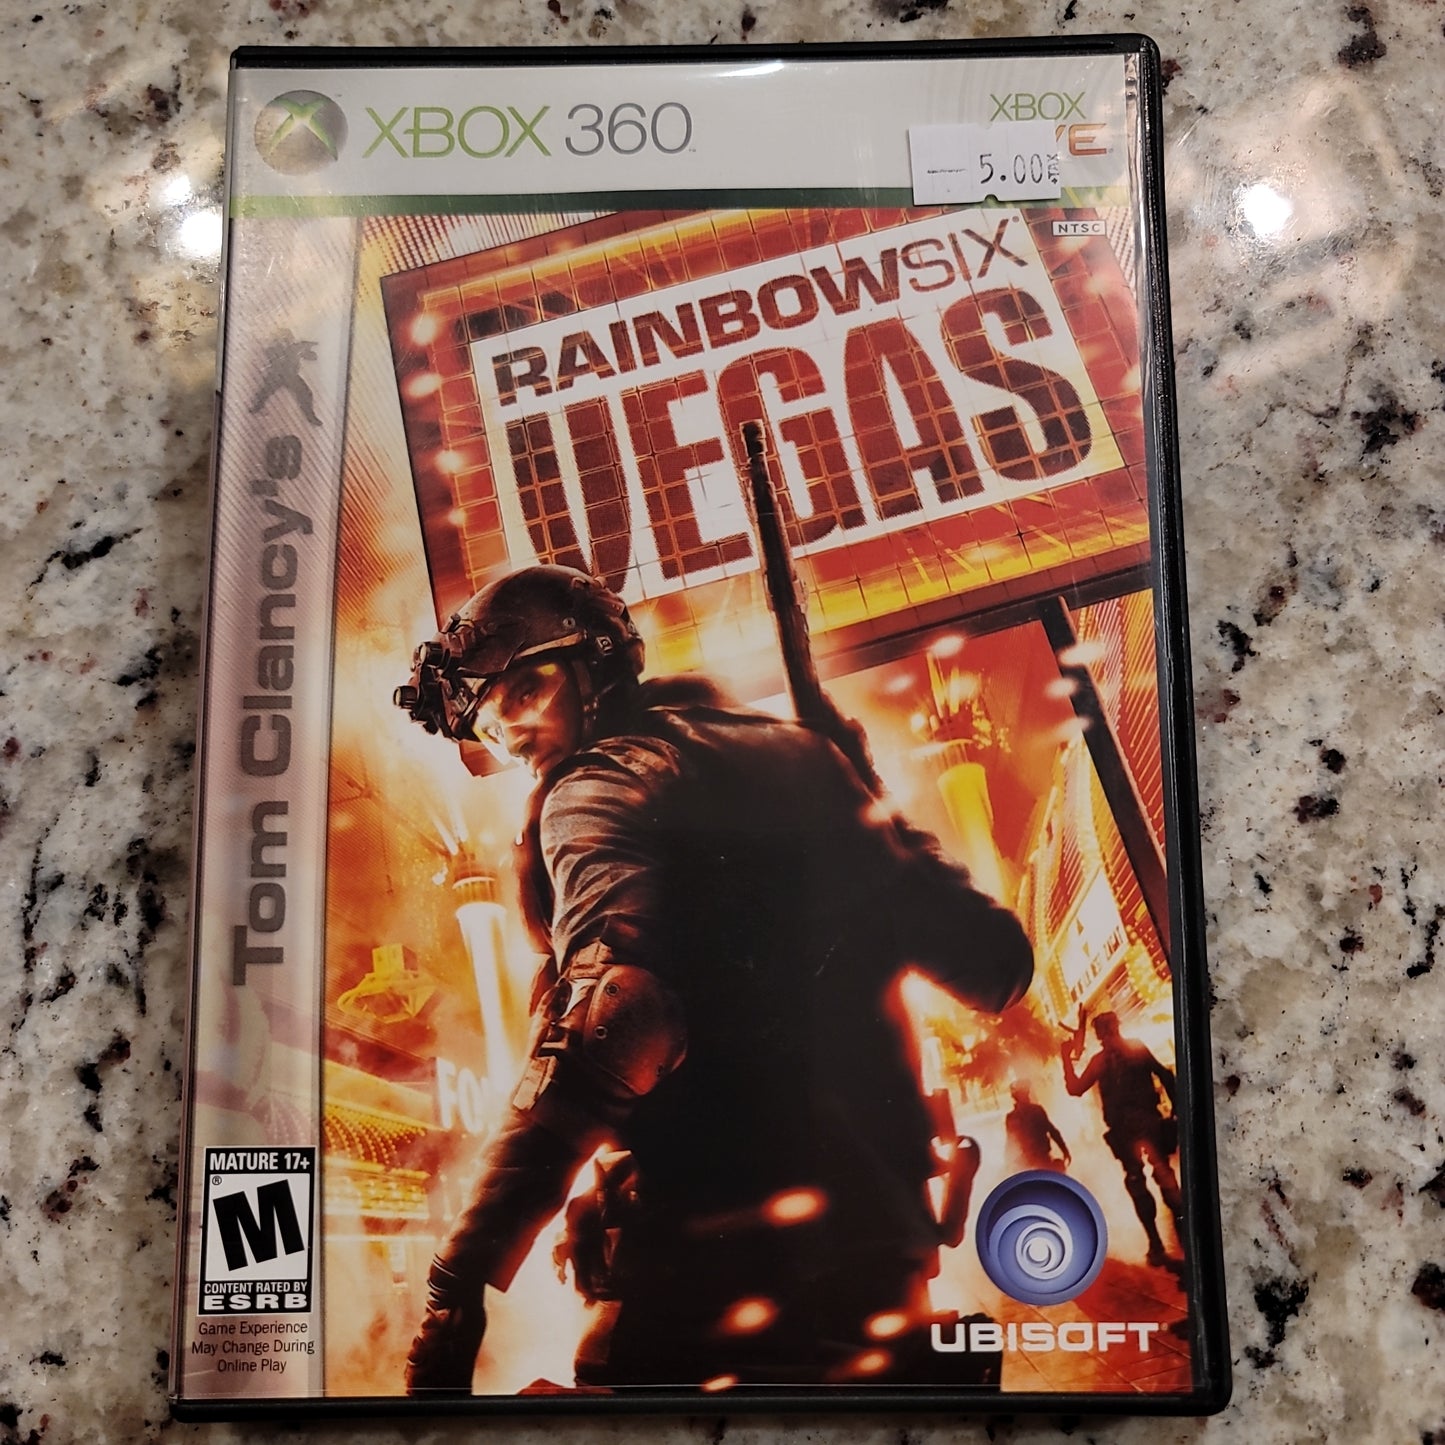 XBOX 360
XBOX
5.00 +TAX
NTSC
RAINBOWSIX®
VEGAS
Tom Clancy's
MATURE 17+
®
M
CONTENT RATED BY
ESRB
Game Experience
May Change During
Online Play
UBISOFT®